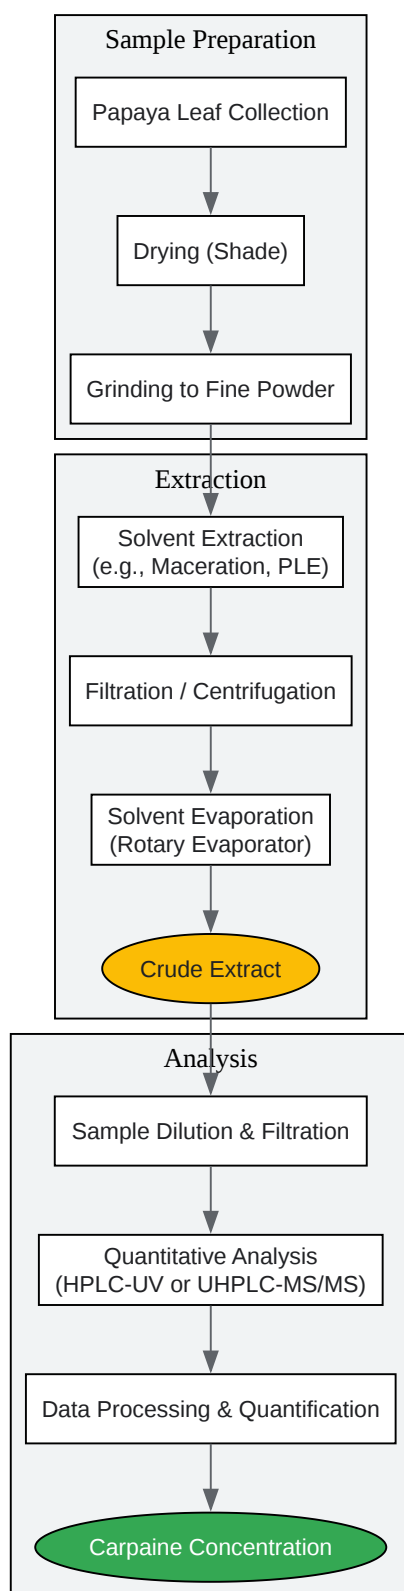 Sample Preparation
Papaya Leaf Collection
Drying (Shade)
Grinding to Fine Powder
Extraction
Solvent Extraction
(e.g., Maceration, PLE)
Filtration / Centrifugation
Solvent Evaporation
(Rotary Evaporator)
Crude Extract
Analysis
Sample Dilution & Filtration
Quantitative Analysis
(HPLC-UV or UHPLC-MS/MS)
Data Processing & Quantification
Carpaine Concentration